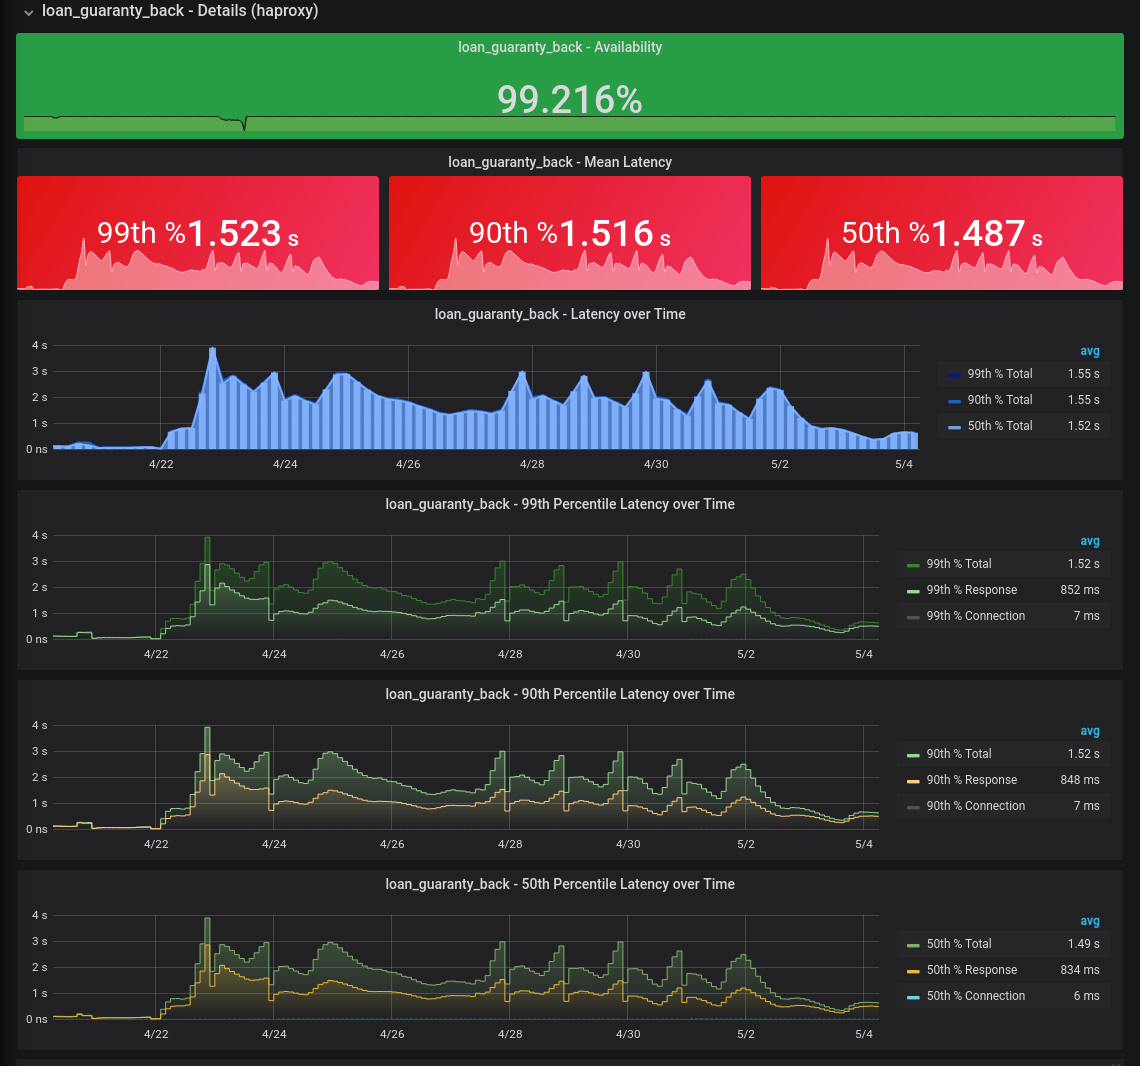 loan_guaranty_back - Details (haproxy)
loan_guaranty_back - Availability
99.216%
loan_guaranty_back - Mean Latency
99th % 1.523 s
90th % 1.516 s
50th % 1.487 s
loan_guaranty_back - Latency over Time
4 s
3 s
2 s
1 s
0 ns
4/22 4/24 4/26 4/28 4/30 5/2 5/4
avg
99th % Total 1.55 s
90th % Total 1.55 s
50th % Total 1.52 s
loan_guaranty_back - 99th Percentile Latency over Time
4 s
3 s
2 s
1 s
0 ns
4/22 4/24 4/26 4/28 4/30 5/2 5/4
avg
99th % Total 1.52 s
99th % Response 852 ms
99th % Connection 7 ms
loan_guaranty_back - 90th Percentile Latency over Time
4 s
3 s
2 s
1 s
0 ns
4/22 4/24 4/26 4/28 4/30 5/2 5/4
avg
90th % Total 1.52 s
90th % Response 848 ms
90th % Connection 7 ms
loan_guaranty_back - 50th Percentile Latency over Time
4 s
3 s
2 s
1 s
0 ns
4/22 4/24 4/26 4/28 4/30 5/2 5/4
avg
50th % Total 1.49 s
50th % Response 834 ms
50th % Connection 6 ms